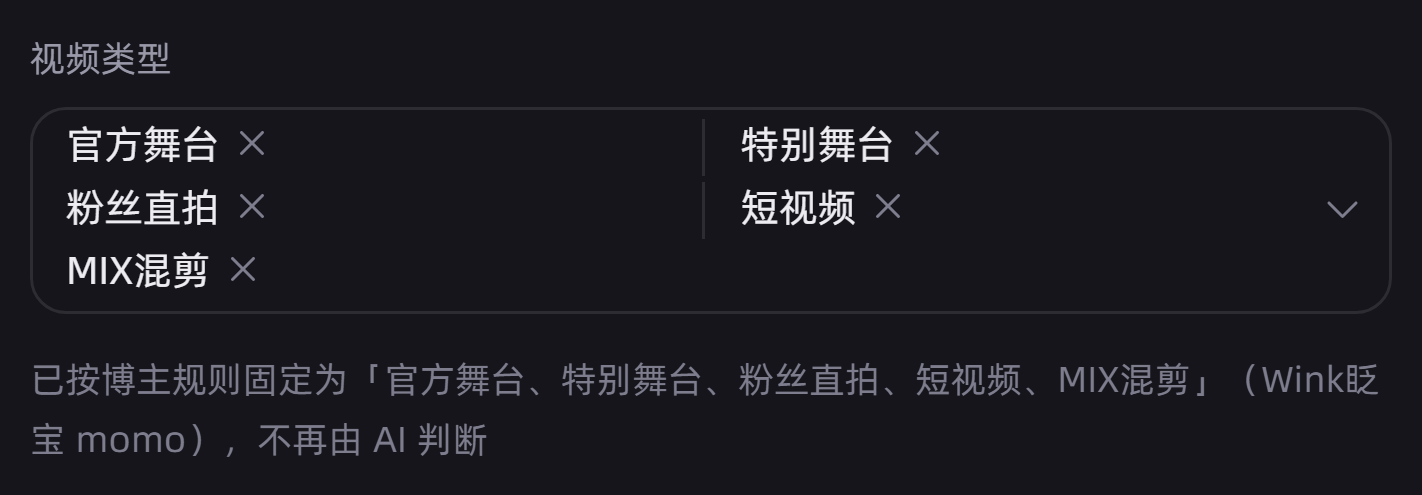 视频类型
官方舞台 × 特别舞台 ×
粉丝直拍 × 短视频 ×
MIX混剪 ×
已按博主规则固定为「官方舞台、特别舞台、粉丝直拍、短视频、MIX混剪」（Wink眨
宝 momo），不再由 AI 判断